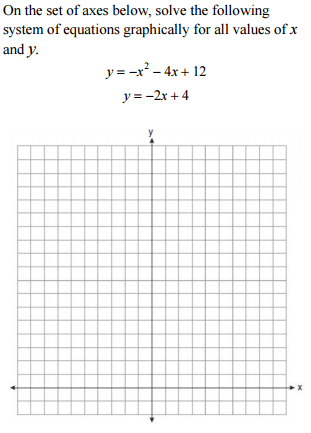 On the set of axes below, solve the following
system of equations graphically for all values of x
and y.
y = –x² – 4x + 12
y = –2x + 4
y
x